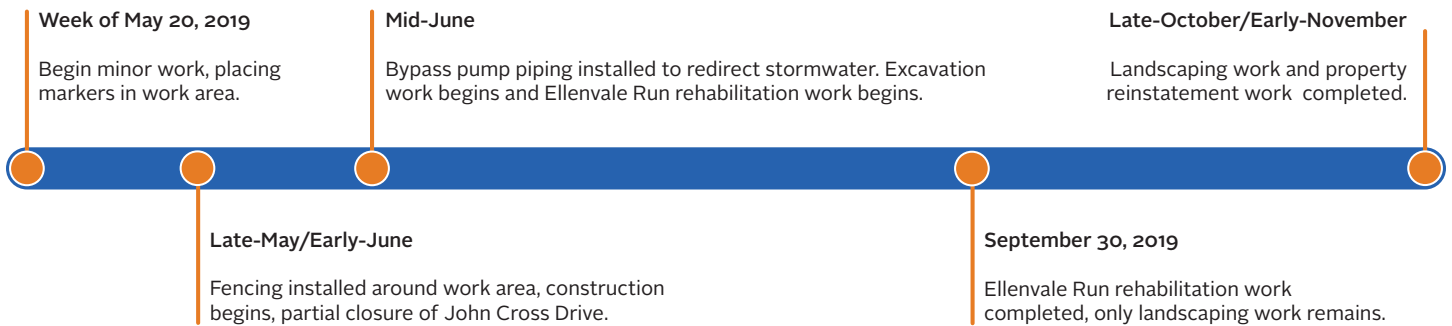 Week of May 20, 2019
Begin minor work, placing
markers in work area.
Late-May/Early-June
Fencing installed around work area, construction
begins, partial closure of John Cross Drive.
Mid-June
Bypass pump piping installed to redirect stormwater. Excavation
work begins and Ellenvale Run rehabilitation work begins.
September 30, 2019
Ellenvale Run rehabilitation work
completed, only landscaping work remains.
Late-October/Early-November
Landscaping work and property
reinstatement work completed.